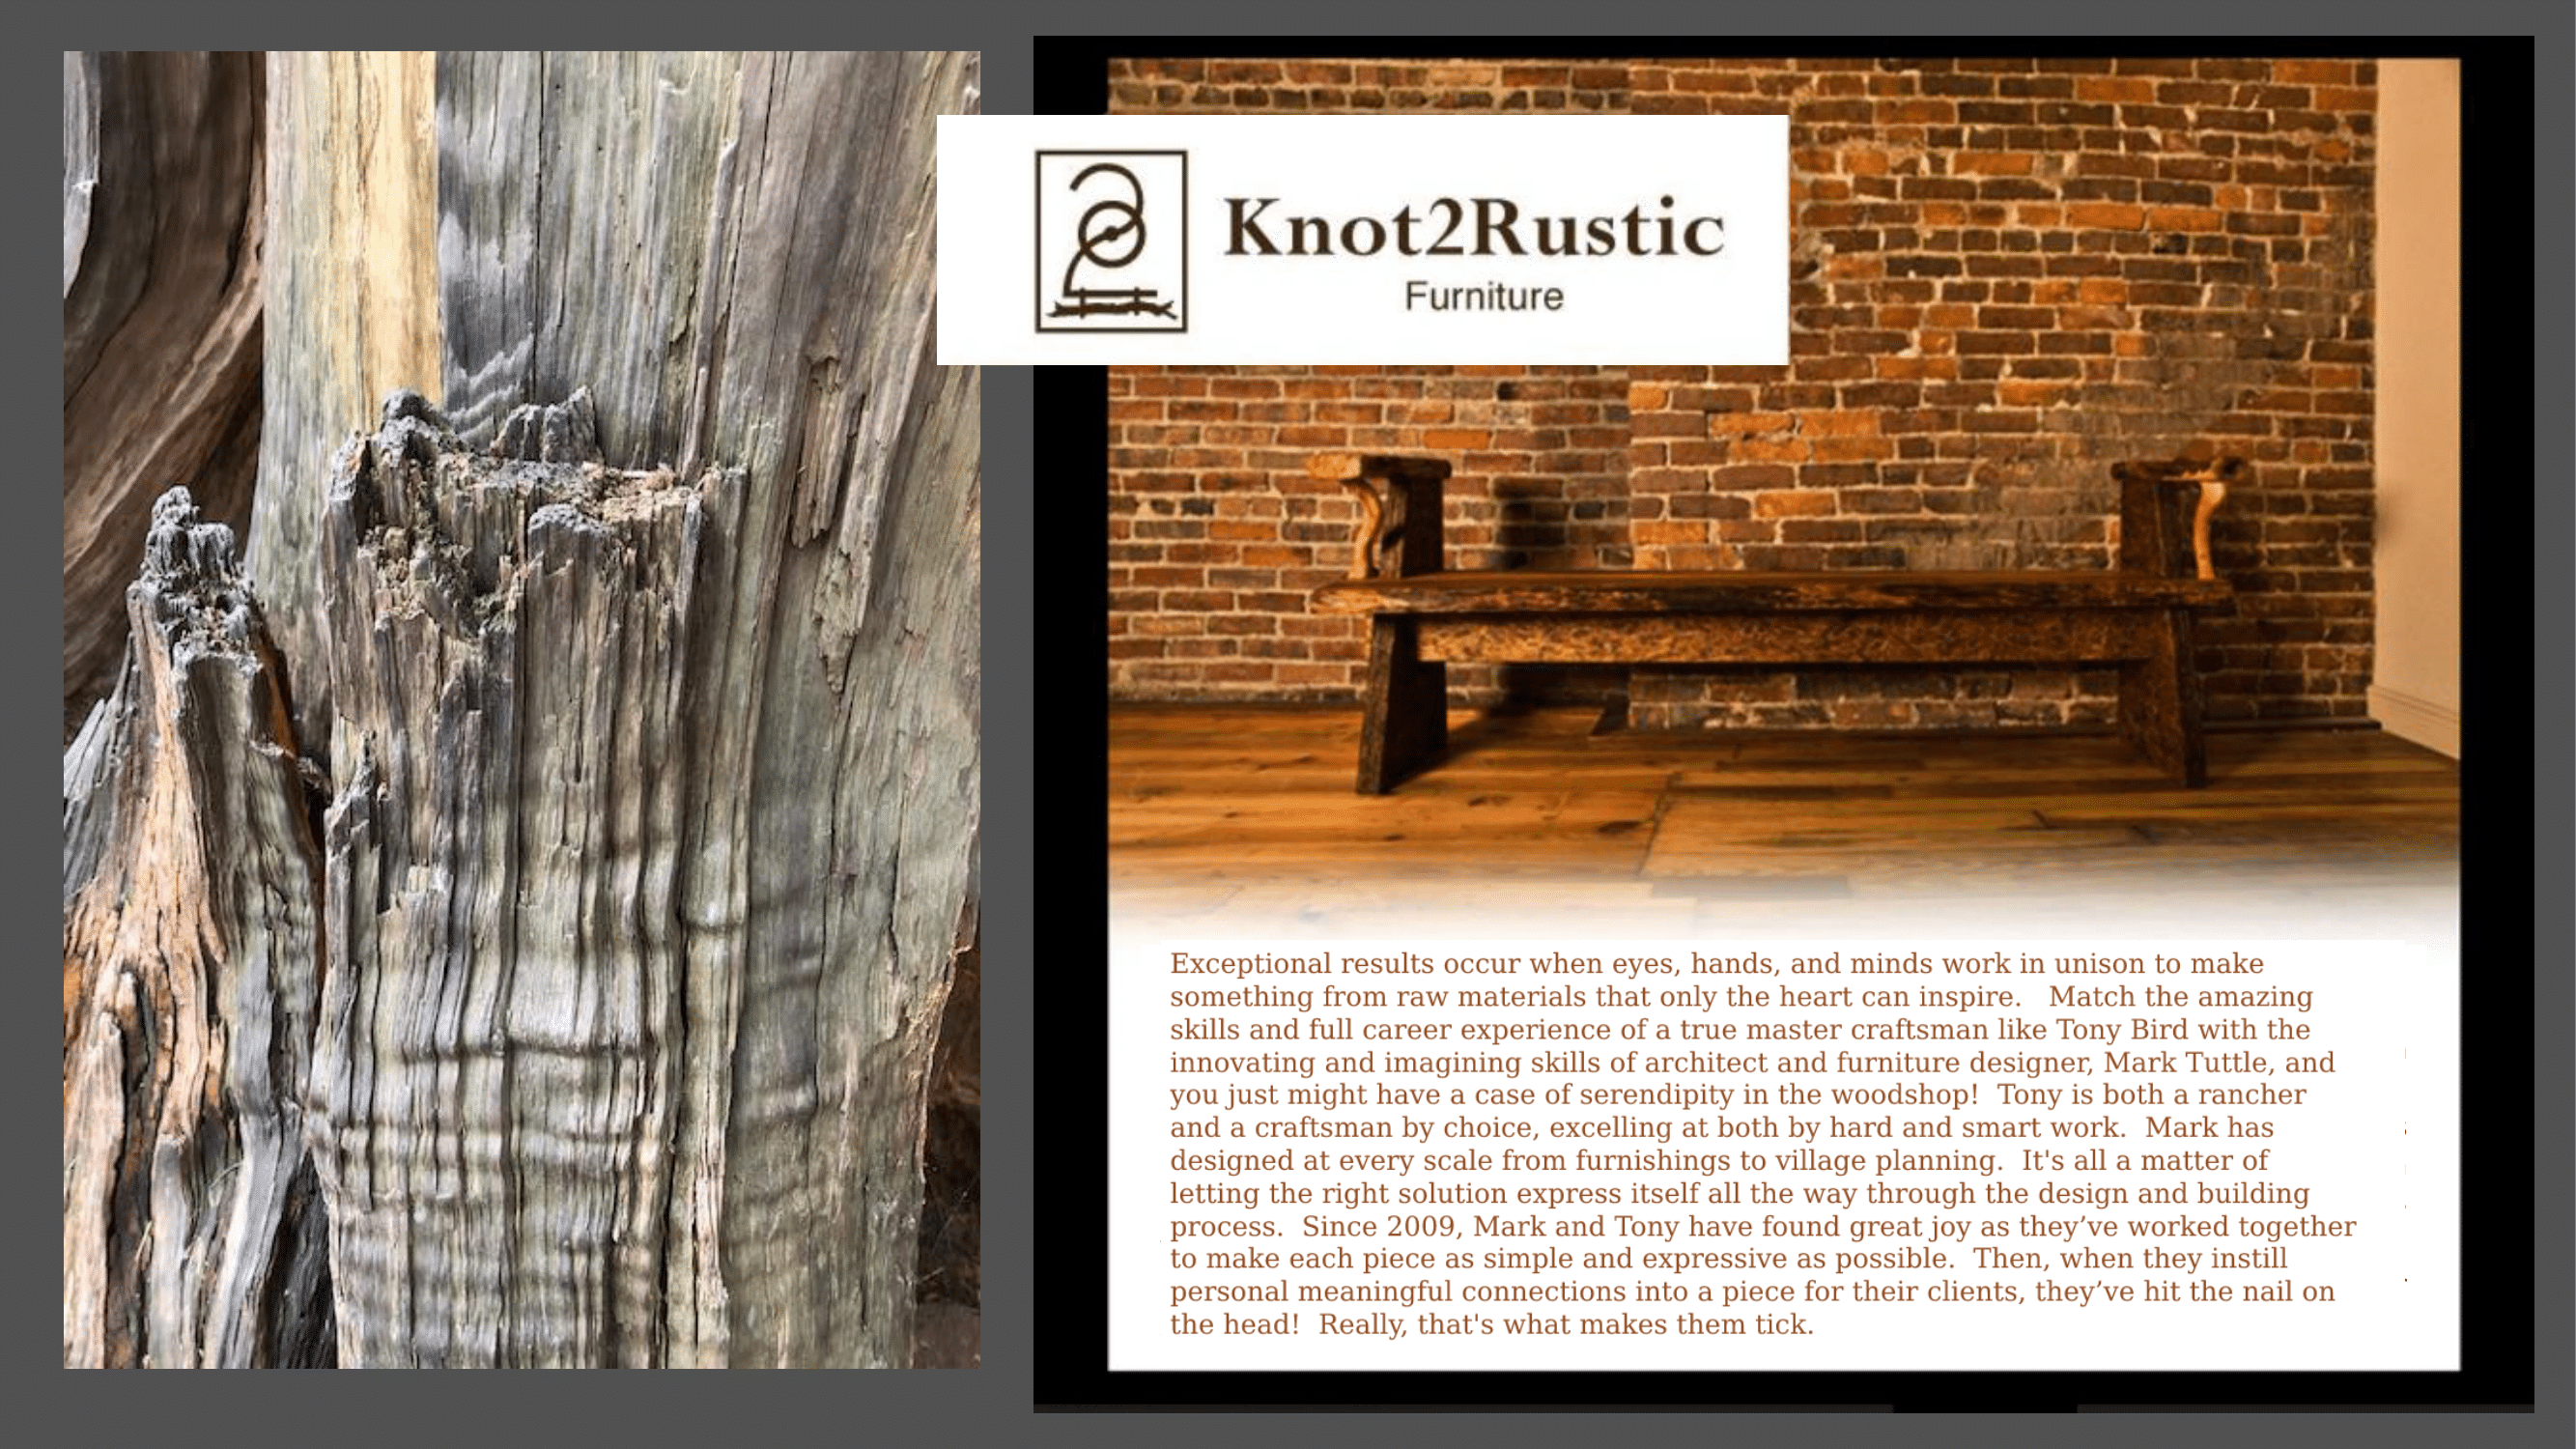 Knot2Rustic
Furniture
Exceptional results occur when eyes, hands, and minds work in unison to make
something from raw materials that only the heart can inspire.   Match the amazing
skills and full career experience of a true master craftsman like Tony Bird with the
innovating and imagining skills of architect and furniture designer, Mark Tuttle, and
you just might have a case of serendipity in the woodshop!  Tony is both a rancher
and a craftsman by choice, excelling at both by hard and smart work.  Mark has
designed at every scale from furnishings to village planning.  It's all a matter of
letting the right solution express itself all the way through the design and building
process.  Since 2009, Mark and Tony have found great joy as they’ve worked together
to make each piece as simple and expressive as possible.  Then, when they instill
personal meaningful connections into a piece for their clients, they’ve hit the nail on
the head!  Really, that's what makes them tick.